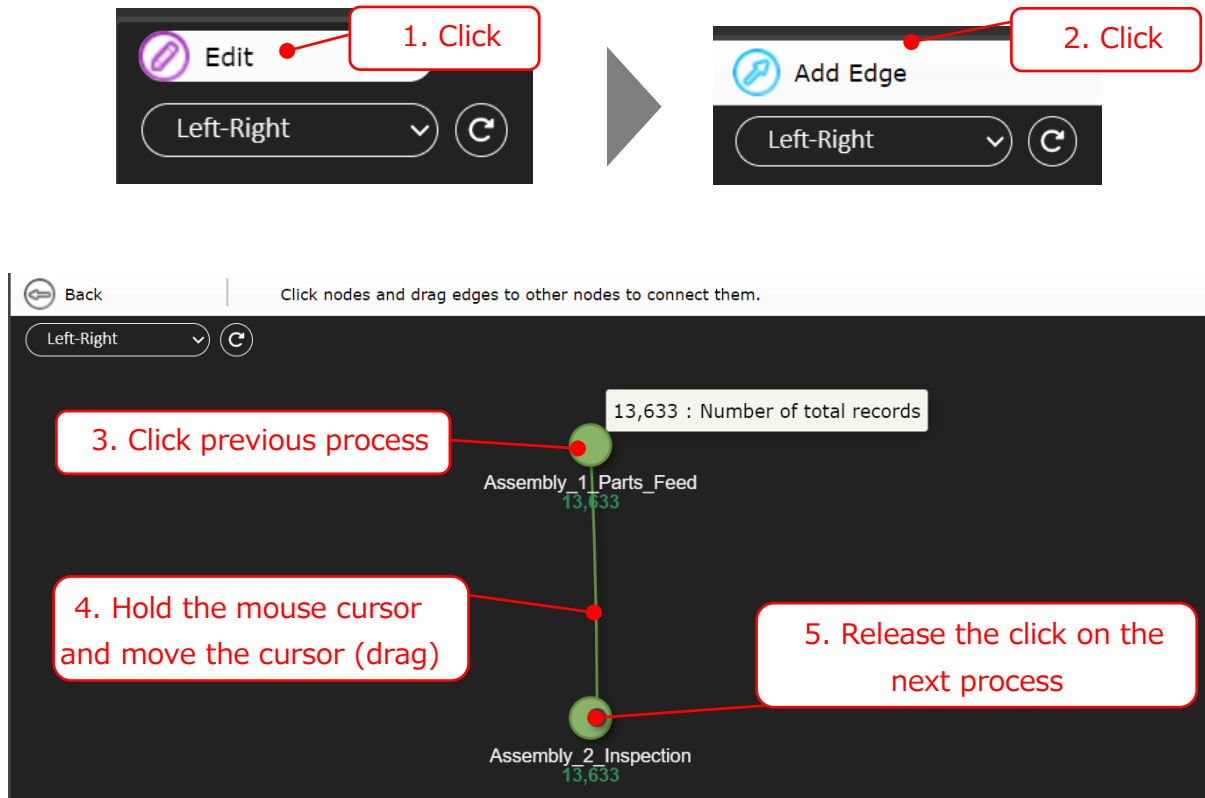 1. Click
Edit
Left-Right
2. Click
Add Edge
Left-Right
Back
Click nodes and drag edges to other nodes to connect them.
Left-Right
13,633 : Number of total records
3. Click previous process
Assembly_1_Parts_Feed
13,633
4. Hold the mouse cursor
and move the cursor (drag)
5. Release the click on the
next process
Assembly_2_Inspection
13,633